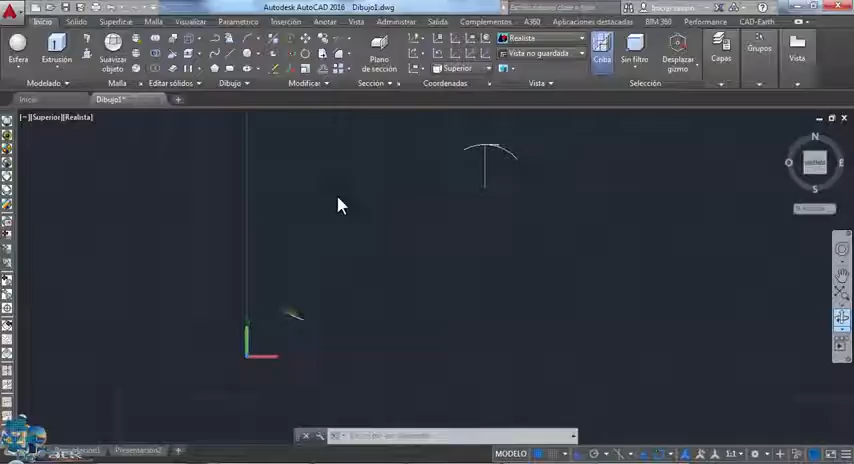 Autodesk AutoCAD 2016 Dibujo1.dwg
Inicio Sólido Superficie Malla Visualizar Paramétrico Inserción Anotar Vista Administrar Salida Complementos A360 Aplicaciones destacadas BIM 360 Performance CAD-Earth
Esfera Extrusión Suavizar objeto Plano de sección Realista Vista no guardada Superior Criba Sin filtro Desplazar gizmo Capas Grupos Vista
Modelado Malla Editar sólidos Dibujo Modificar Sección Coordenadas Vista Selección
Inicio Dibujo1* +
[−][Superior][Realista]
N
O E
S
Presentación2 +
MODELO 1:1